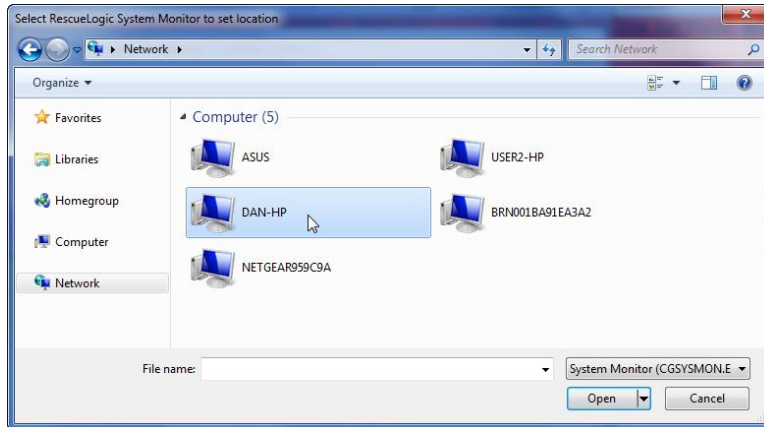 Select RescueLogic System Monitor to set location
Network
Search Network
Organize
Favorites
Libraries
Homegroup
Computer
Network
Computer (5)
ASUS
USER2-HP
DAN-HP
BRN001BA91EA3A2
NETGEAR959C9A
File name:
System Monitor (CGSYSMON.E
Open
Cancel